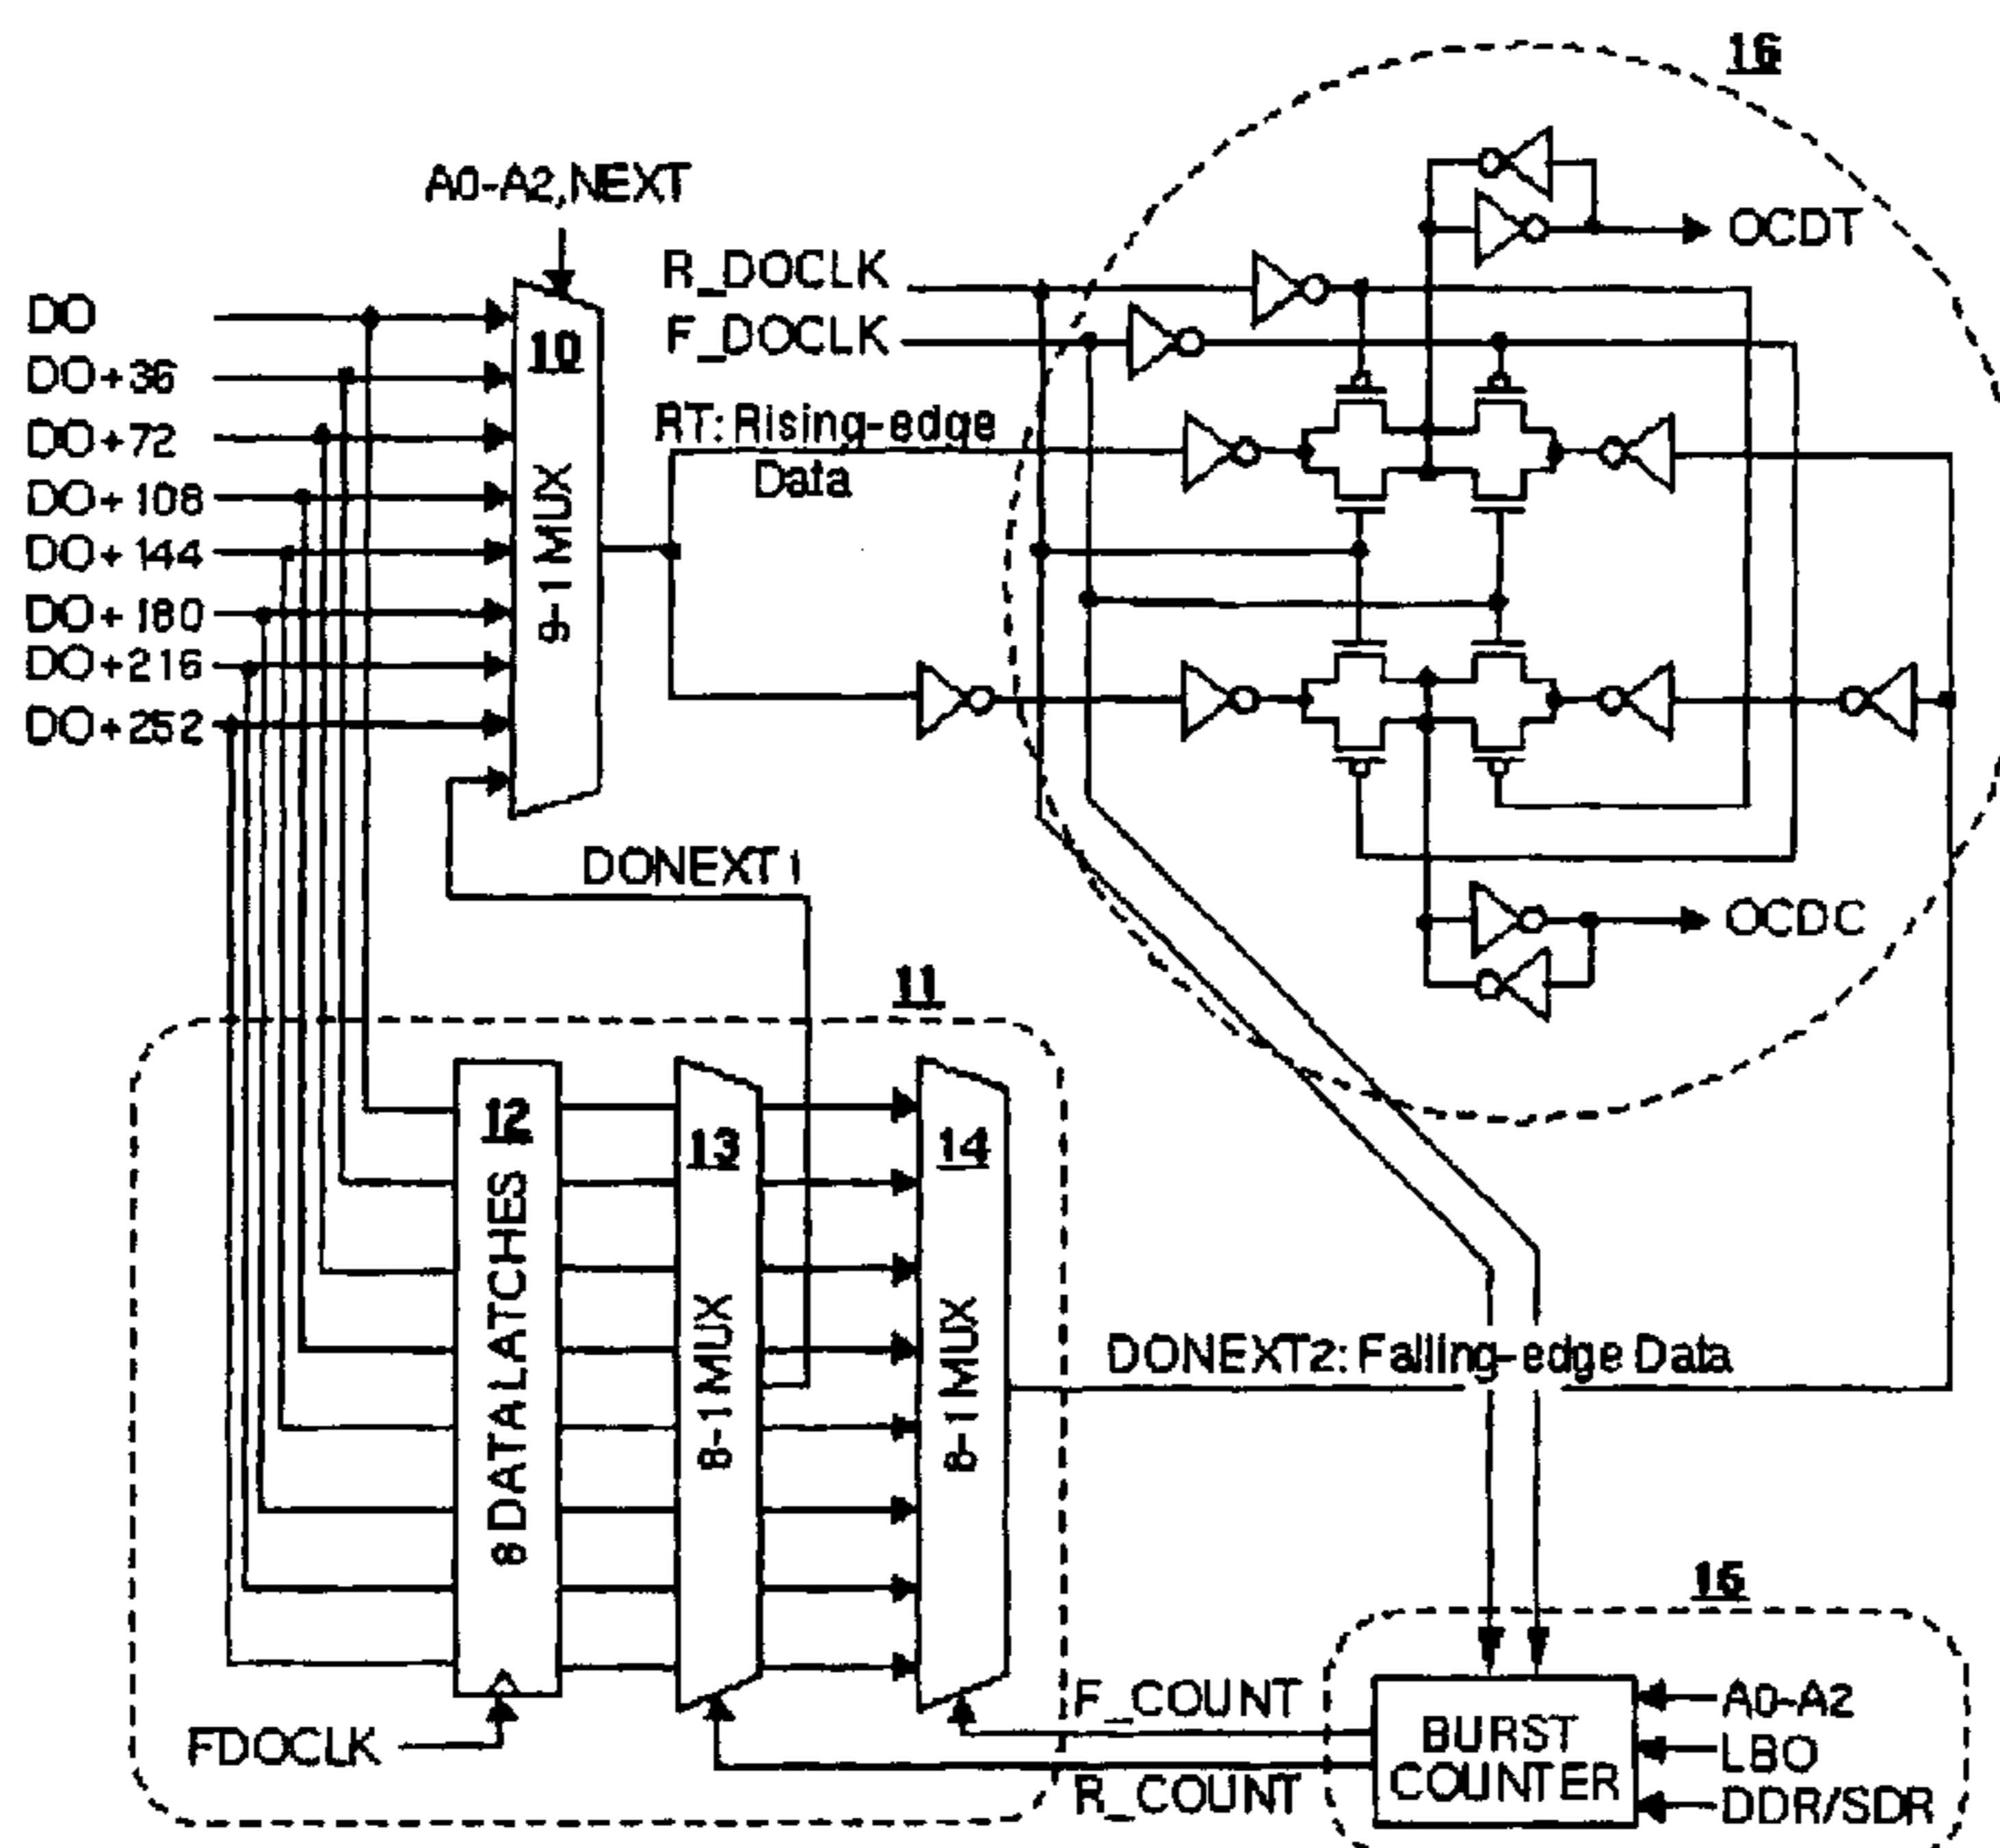 16
A0-A2,NEXT
OCDT
R_DOCLK
DO
F_DOCLK
10
DO+36
RT: Rising-edge
Data
DO+72
DO+108
9-1 MUX
DO+144
DO+180
DO+216
DO+252
DONEXT1
OCDC
11
12
13
14
8 DATA LATCHES
8-1 MUX
8-1 MUX
DONEXT2: Falling-edge Data
15
F_COUNT
A0-A2
FDOCLK
BURST
COUNTER
LBO
R_COUNT
DDR/SDR